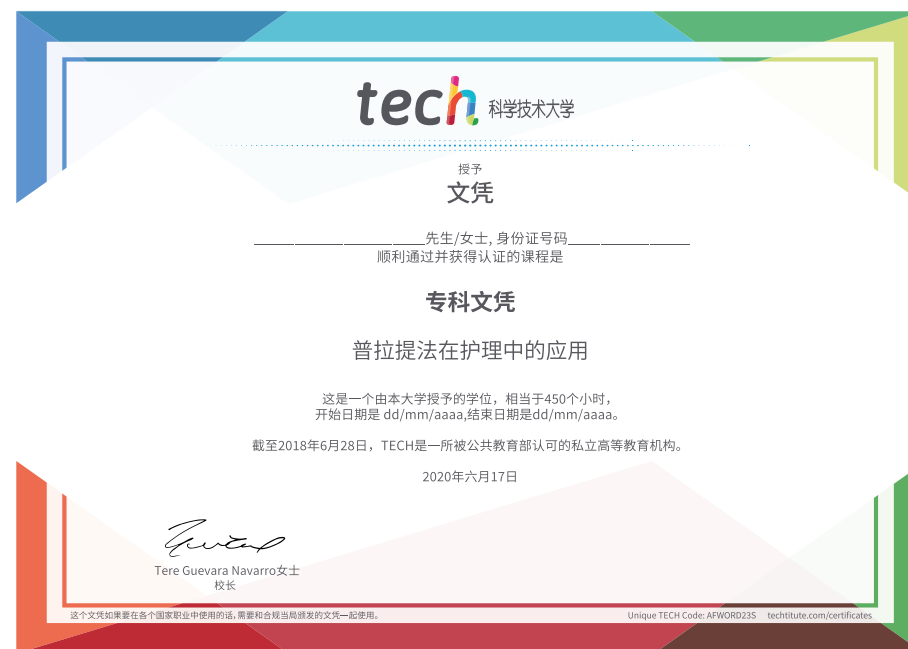 tech 科学技术大学
授予
文凭
先生/女士, 身份证号码
顺利通过并获得认证的课程是
专科文凭
普拉提法在护理中的应用
这是一个由本大学授予的学位，相当于450个小时，
开始日期是 dd/mm/aaaa,结束日期是dd/mm/aaaa。
截至2018年6月28日，TECH是一所被公共教育部认可的私立高等教育机构。
2020年六月17日
Tere Guevara Navarro女士
校长
这个文凭如果要在各个国家职业中使用的话,需要和合规当局颁发的文凭一起使用。
Unique TECH Code: AFWORD23S techtitute.com/certificates